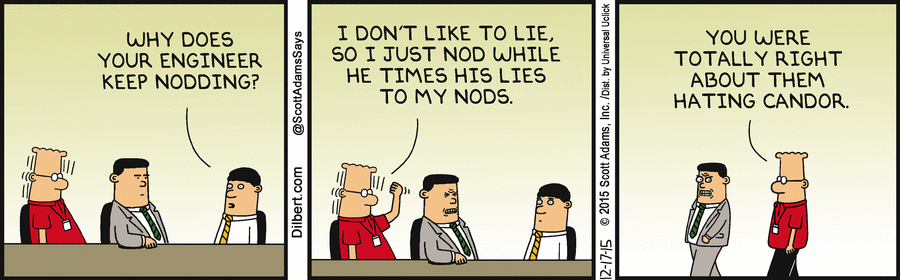 WHY DOES
YOUR ENGINEER
KEEP NODDING?
Dilbert.com @ScottAdamsSays
I DON'T LIKE TO LIE,
SO I JUST NOD WHILE
HE TIMES HIS LIES
TO MY NODS.
12-17-15 © 2015 Scott Adams, Inc. /Dist. by Universal Uclick
YOU WERE
TOTALLY RIGHT
ABOUT THEM
HATING CANDOR.